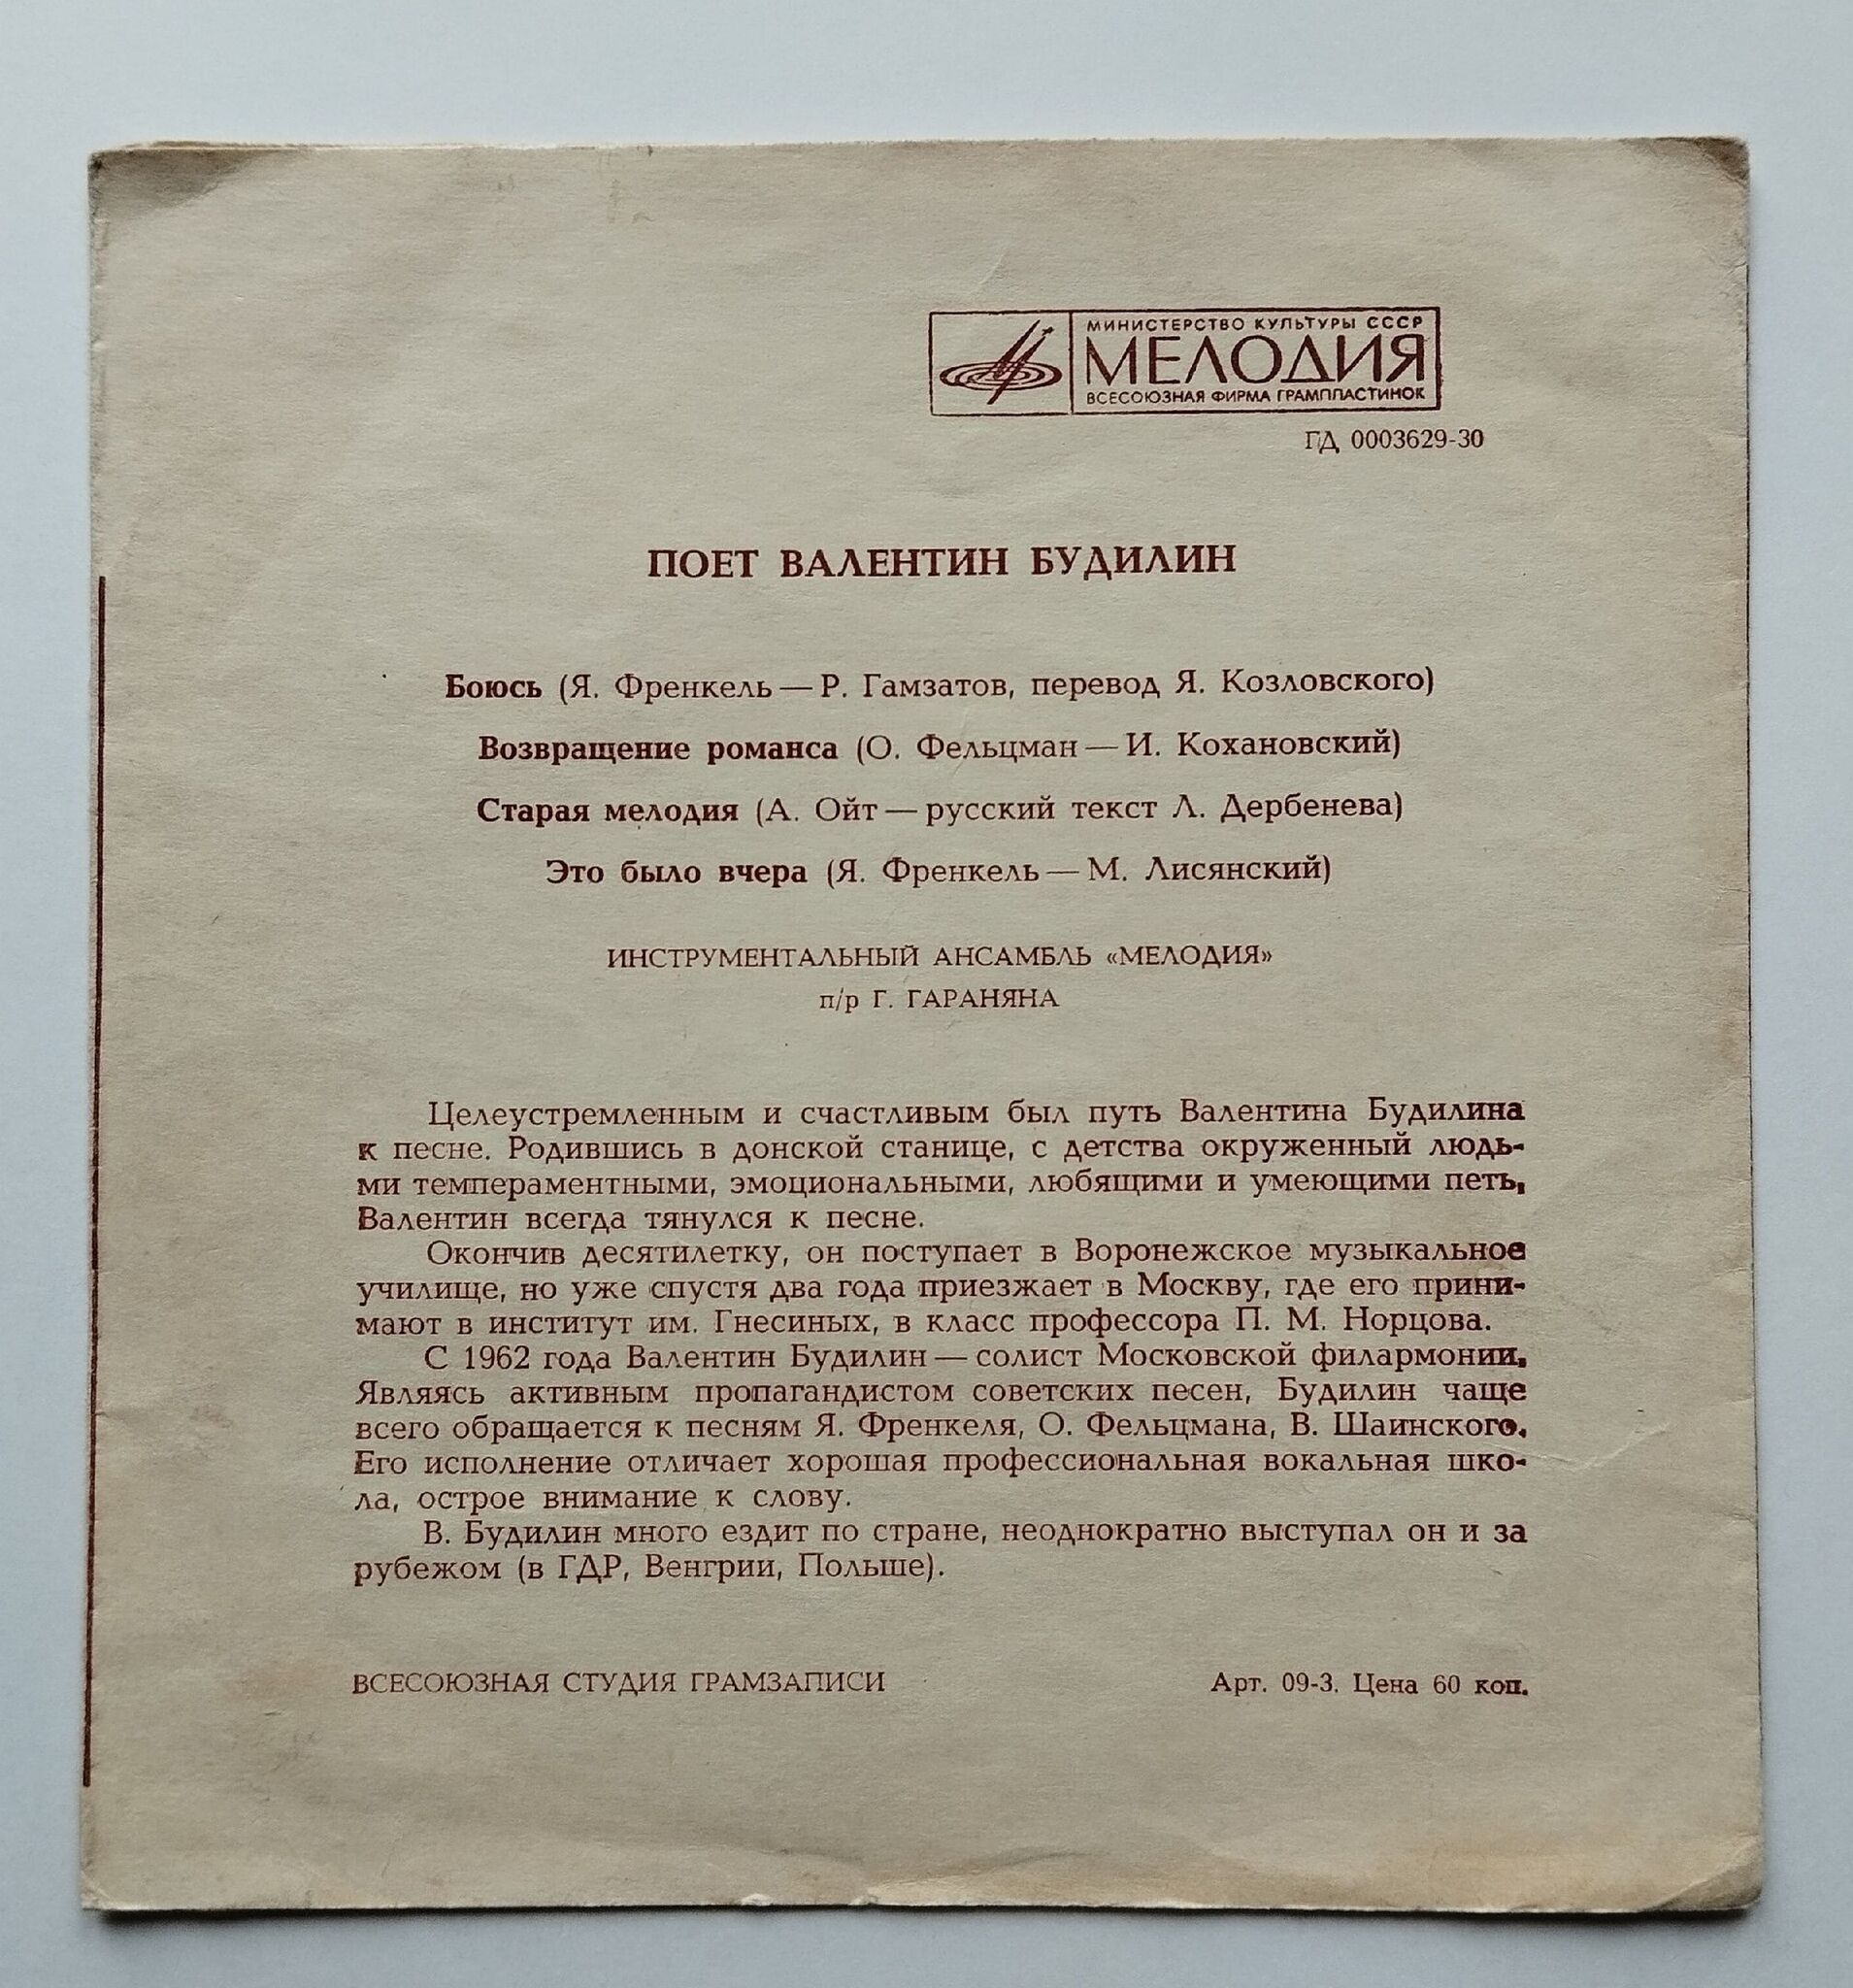 МИНИСТЕРСТВО КУЛЬТУРЫ СССР
МЕЛОДИЯ
ВСЕСОЮЗНАЯ ФИРМА ГРАМПЛАСТИНОК
ГД 0003629-30
ПОЕТ ВАЛЕНТИН БУДИЛИН
Боюсь (Я. Френкель — Р. Гамзатов, перевод Я. Козловского)
Возвращение романса (О. Фельцман — И. Кохановский)
Старая мелодия (А. Ойт — русский текст Л. Дербенева)
Это было вчера (Я. Френкель — М. Лисянский)
ИНСТРУМЕНТАЛЬНЫЙ АНСАМБЛЬ «МЕЛОДИЯ»
п/р Г. ГАРАНЯНА
Целеустремленным и счастливым был путь Валентина Будилина
к песне. Родившись в донской станице, с детства окруженный людь-
ми темпераментными, эмоциональными, любящими и умеющими петь,
Валентин всегда тянулся к песне.
Окончив десятилетку, он поступает в Воронежское музыкальное
училище, но уже спустя два года приезжает в Москву, где его прини-
мают в институт им. Гнесиных, в класс профессора П. М. Норцова.
С 1962 года Валентин Будилин — солист Московской филармонии.
Являясь активным пропагандистом советских песен, Будилин чаще
всего обращается к песням Я. Френкеля, О. Фельцмана, В. Шаинского.
Его исполнение отличает хорошая профессиональная вокальная шко-
ла, острое внимание к слову.
В. Будилин много ездит по стране, неоднократно выступал он и за
рубежом (в ГДР, Венгрии, Польше).
ВСЕСОЮЗНАЯ СТУДИЯ ГРАМЗАПИСИ
Арт. 09-3. Цена 60 коп.